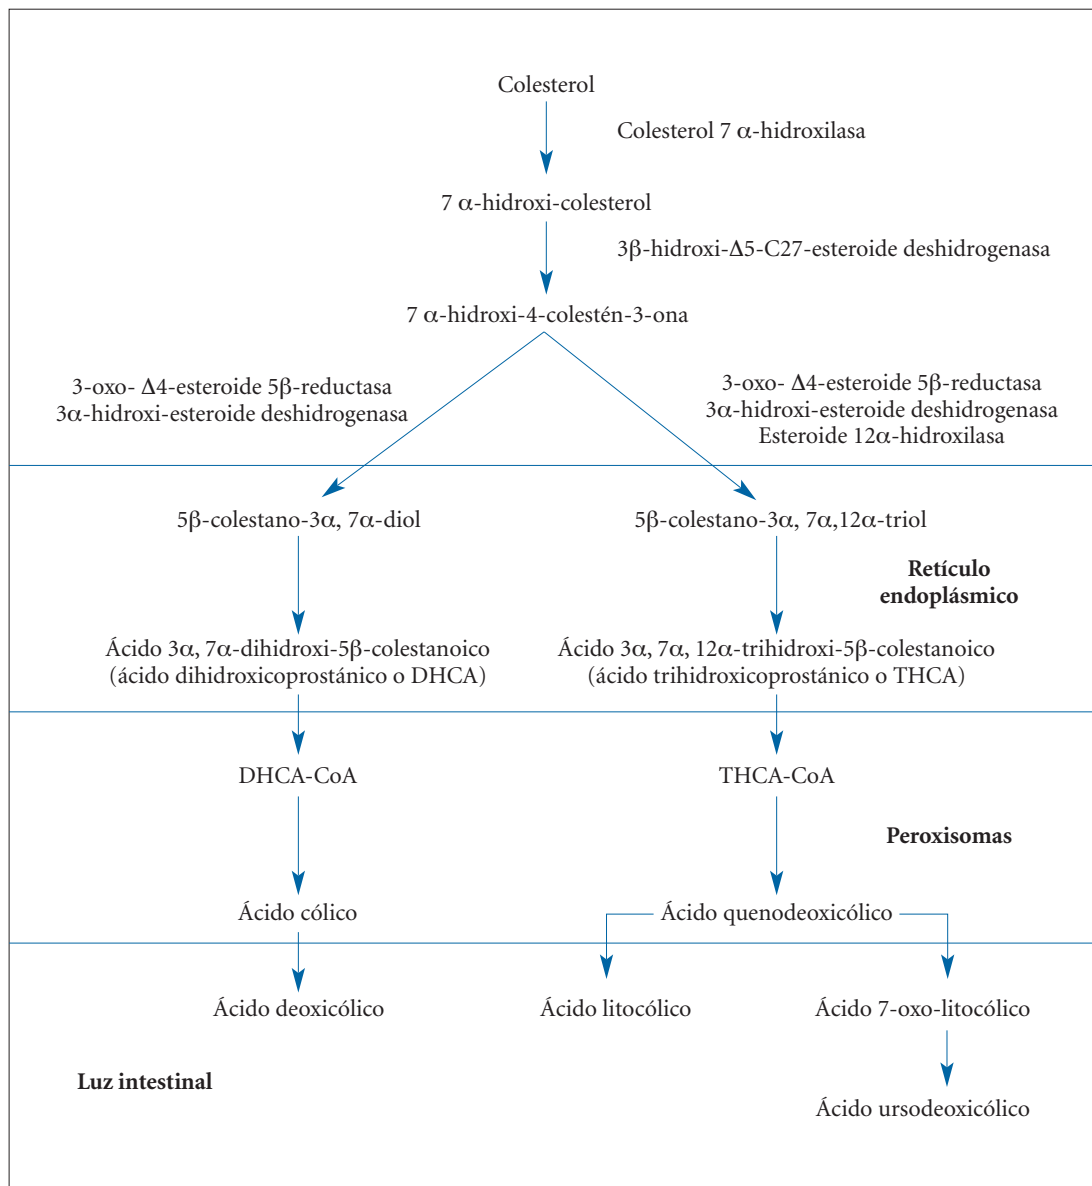 Colesterol
Colesterol 7 α-hidroxilasa
7 α-hidroxi-colesterol
3β-hidroxi-Δ5-C27-esteroide deshidrogenasa
7 α-hidroxi-4-colestén-3-ona
3-oxo- Δ4-esteroide 5β-reductasa
3α-hidroxi-esteroide deshidrogenasa
3-oxo- Δ4-esteroide 5β-reductasa
3α-hidroxi-esteroide deshidrogenasa
Esteroide 12α-hidroxilasa
5β-colestano-3α, 7α-diol
5β-colestano-3α, 7α,12α-triol
Retículo
endoplásmico
Ácido 3α, 7α-dihidroxi-5β-colestanoico
(ácido dihidroxicoprostánico o DHCA)
Ácido 3α, 7α, 12α-trihidroxi-5β-colestanoico
(ácido trihidroxicoprostánico o THCA)
DHCA-CoA
THCA-CoA
Peroxisomas
Ácido cólico
Ácido quenodeoxicólico
Ácido deoxicólico
Ácido litocólico
Ácido 7-oxo-litocólico
Luz intestinal
Ácido ursodeoxicólico